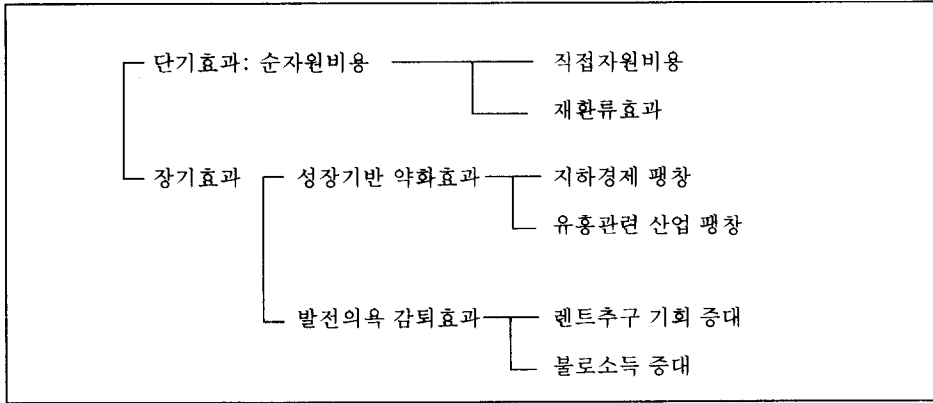 단기효과: 순자원비용 직접자원비용
재환류효과
장기효과 성장기반 약화효과 지하경제 팽창
유흥관련 산업 팽창
발전의욕 감퇴효과 렌트추구 기회 증대
불로소득 증대